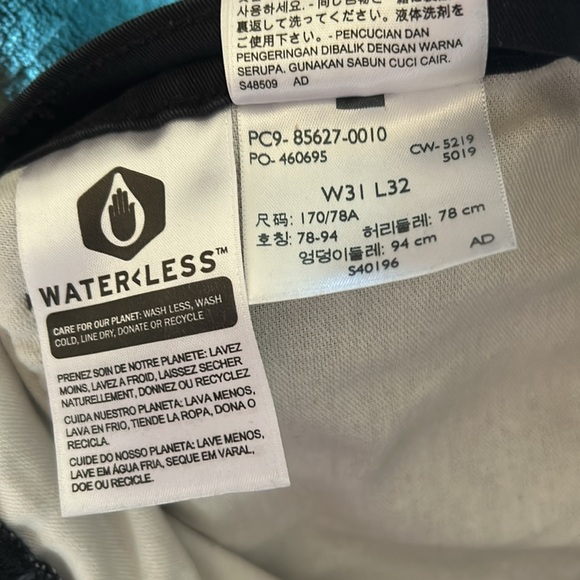 사용하세요. - 同じ色物と
裏返して洗ってください。液体洗剤を
ご使用下さい。- PENCUCIAN DAN
PENGERINGAN DIBALIK DENGAN WARNA
SERUPA. GUNAKAN SABUN CUCI CAIR.
S48509 AD
PC9- 85627-0010
PO- 460695
CW- 5219
5019
W31 L32
尺码: 170/78A
호칭: 78-94 허리둘레: 78 cm
엉덩이둘레: 94 cm AD
S40196
WATER<LESS™
CARE FOR OUR PLANET: WASH LESS, WASH
COLD, LINE DRY, DONATE OR RECYCLE
PRENEZ SOIN DE NOTRE PLANETE: LAVEZ
MOINS, LAVEZ A FROID, LAISSEZ SECHER
NATURELLEMENT, DONNEZ OU RECYCLEZ
CUIDA NUESTRO PLANETA: LAVA MENOS,
LAVA EN FRIO, TIENDE LA ROPA, DONA O
RECICLA.
CUIDE DO NOSSO PLANETA: LAVE MENOS,
LAVE EM ÁGUA FRIA, SEQUE EM VARAL,
DOE OU RECICLE.